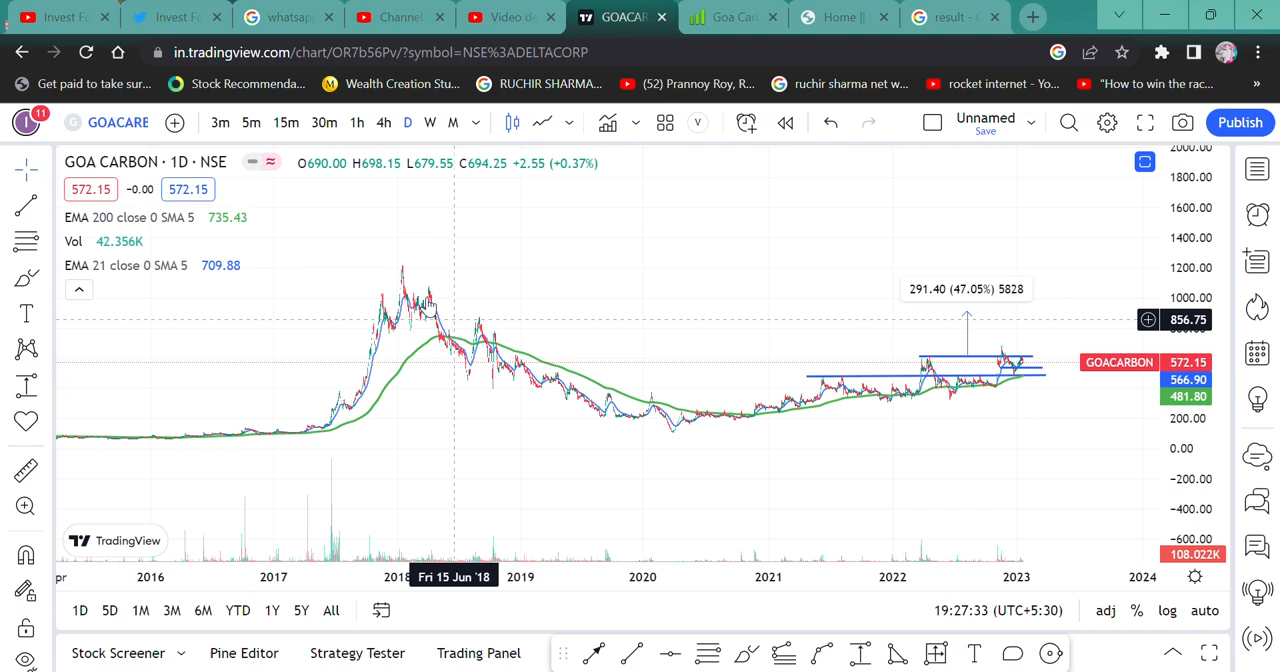 Invest Fo
Invest Fo
whatsapp
Channel
Video de
GOACAR
Goa Carl
Home ||
result - G
in.tradingview.com/chart/OR7b56Pv/?symbol=NSE%3ADELTACORP
Get paid to take sur...
Stock Recommenda...
Wealth Creation Stu...
RUCHIR SHARMA...
(52) Prannoy Roy, R...
ruchir sharma net w...
rocket internet - Yo...
"How to win the rac...
»
I
11
G
GOACARB
3m 5m 15m 30m 1h 4h D W M
V
Unnamed
Save
Publish
GOA CARBON · 1D · NSE
O690.00 H698.15 L679.55 C694.25 +2.55 (+0.37%)
572.15 -0.00 572.15
EMA 200 close 0 SMA 5 735.43
Vol 42.356K
EMA 21 close 0 SMA 5 709.88
291.40 (47.05%) 5828
2000.00
1800.00
1600.00
1400.00
1200.00
1000.00
856.75
GOACARBON 572.15
566.90
481.80
200.00
0.00
−200.00
−400.00
−600.00
108.022K
TradingView
pr 2016 2017 2018 Fri 15 Jun '18 2019 2020 2021 2022 2023 2024
1D 5D 1M 3M 6M YTD 1Y 5Y All
19:27:33 (UTC+5:30) adj % log auto
Stock Screener Pine Editor Strategy Tester Trading Panel